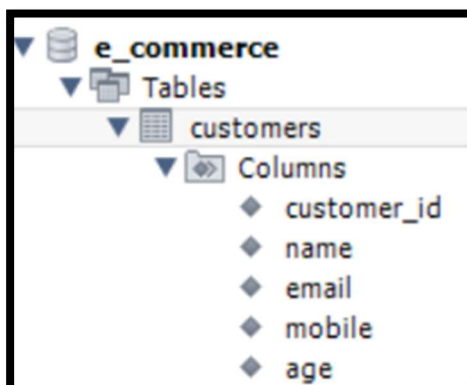 e_commerce
Tables
customers
Columns
customer_id
name
email
mobile
age